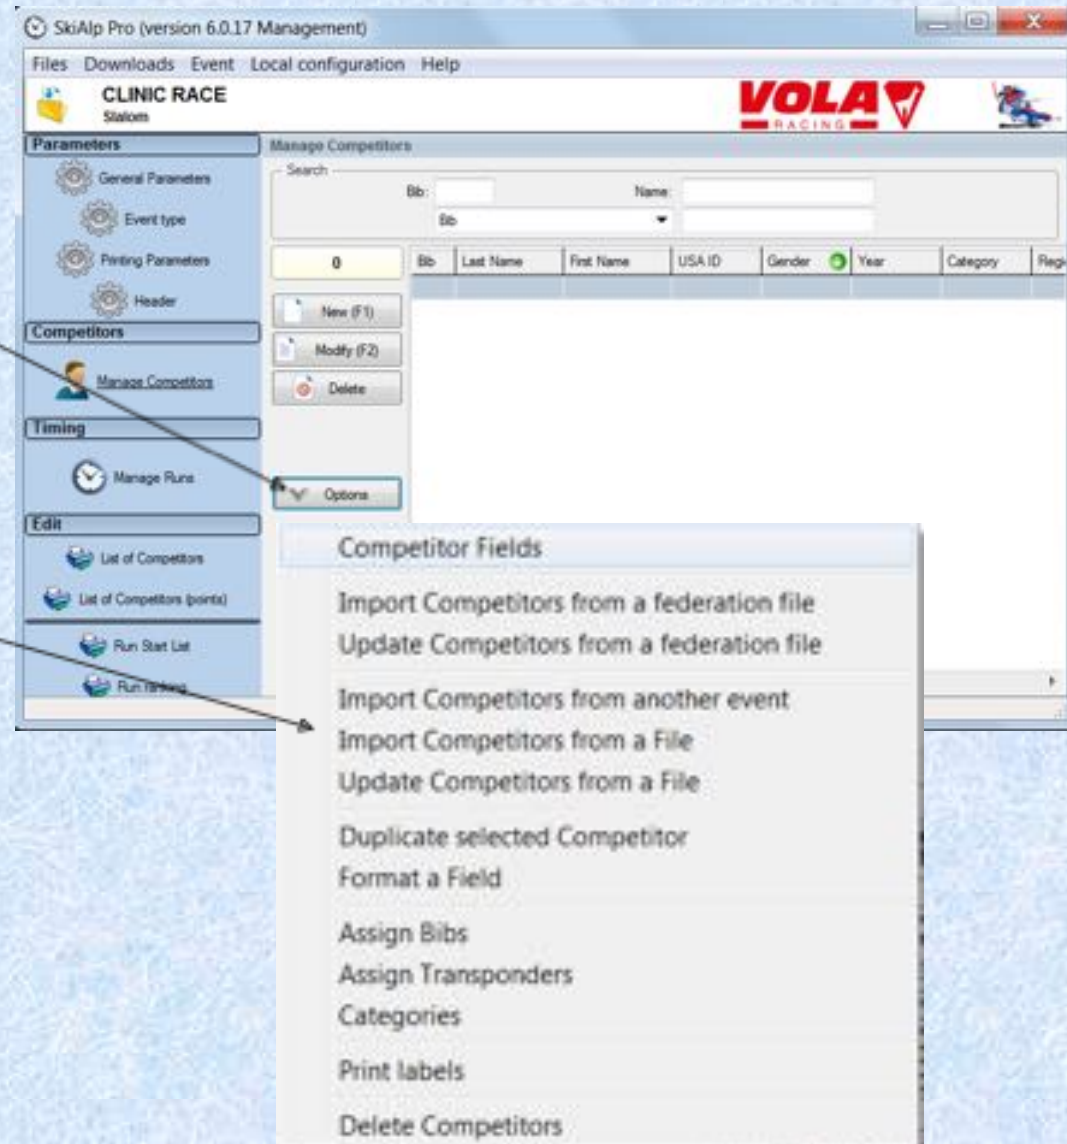 SkiAlp Pro (version 6.0.17 Management)
Files Downloads Event Local configuration Help
CLINIC RACE
Slalom
VOLA
RACING
Parameters
General Parameters
Event type
Printing Parameters
Header
Competitors
Manage Competitors
Timing
Manage Runs
Edit
List of Competitors
List of Competitors (points)
Run Start List
Run ranking
Manage Competitors
Search
Bib: Name:
Bib
0 Bib Last Name First Name USA ID Gender Year Category
New (F1)
Modify (F2)
Delete
Options
Competitor Fields
Import Competitors from a federation file
Update Competitors from a federation file
Import Competitors from another event
Import Competitors from a File
Update Competitors from a File
Duplicate selected Competitor
Format a Field
Assign Bibs
Assign Transponders
Categories
Print labels
Delete Competitors